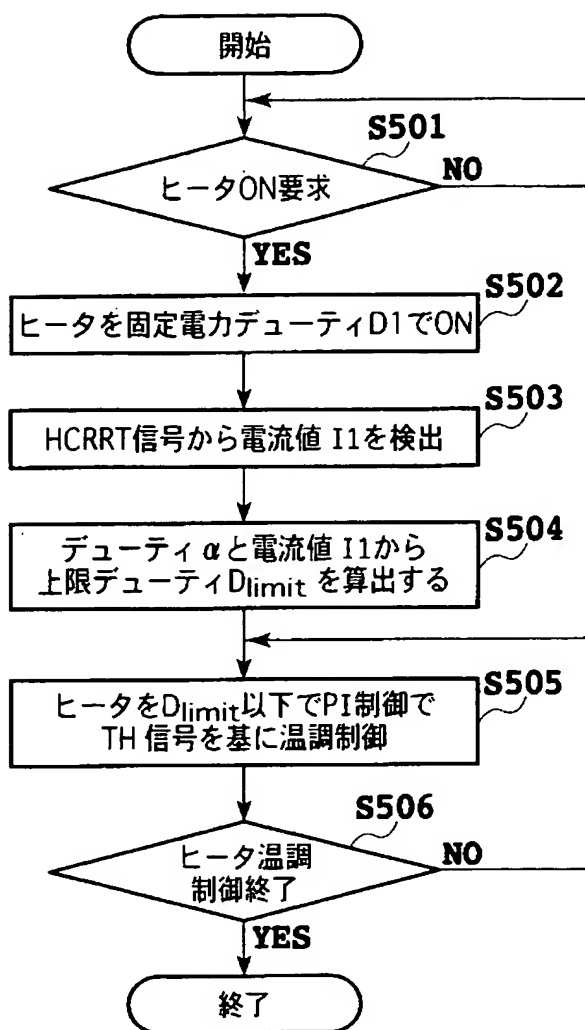 開始
S501
ヒータON要求
NO
YES
S502
ヒータを固定電力デューティD1でON
S503
HCRRT信号から電流値 I1を検出
S504
デューティ αと電流値 I1から
上限デューティDlimit を算出する
S505
ヒータをDlimit以下でPI制御で
TH 信号を基に温調制御
S506
ヒータ温調
制御終了
NO
YES
終了